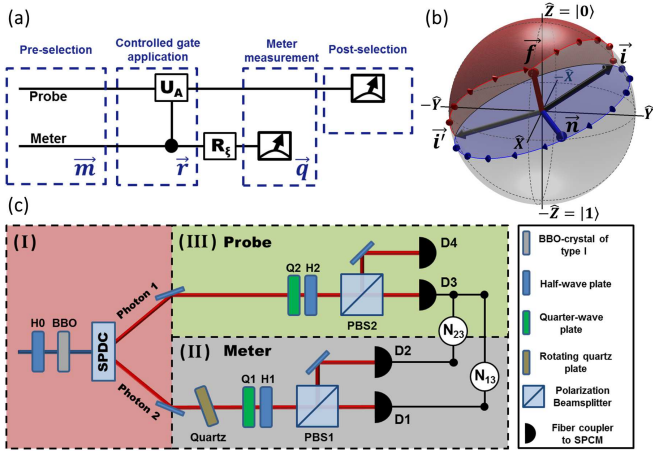 (a)
Pre-selection
Controlled gate
application
Meter
measurement
Post-selection
U_A
Probe
Meter
R_ξ
m
r
q
(b)
Ẑ = |0⟩
f
i
-X̂
-Ŷ
Ŷ
i'
X̂
n
-Ẑ = |1⟩
(c)
(I)
(III) Probe
D4
Q2 H2
D3
Photon 1
PBS2
N_23
H0 BBO
SPDC
(II) Meter
D2
N_13
Photon 2
Q1 H1
D1
Quartz
PBS1
BBO-crystal of
type I
Half-wave plate
Quarter-wave
plate
Rotating quartz
plate
Polarization
Beamsplitter
Fiber coupler
to SPCM